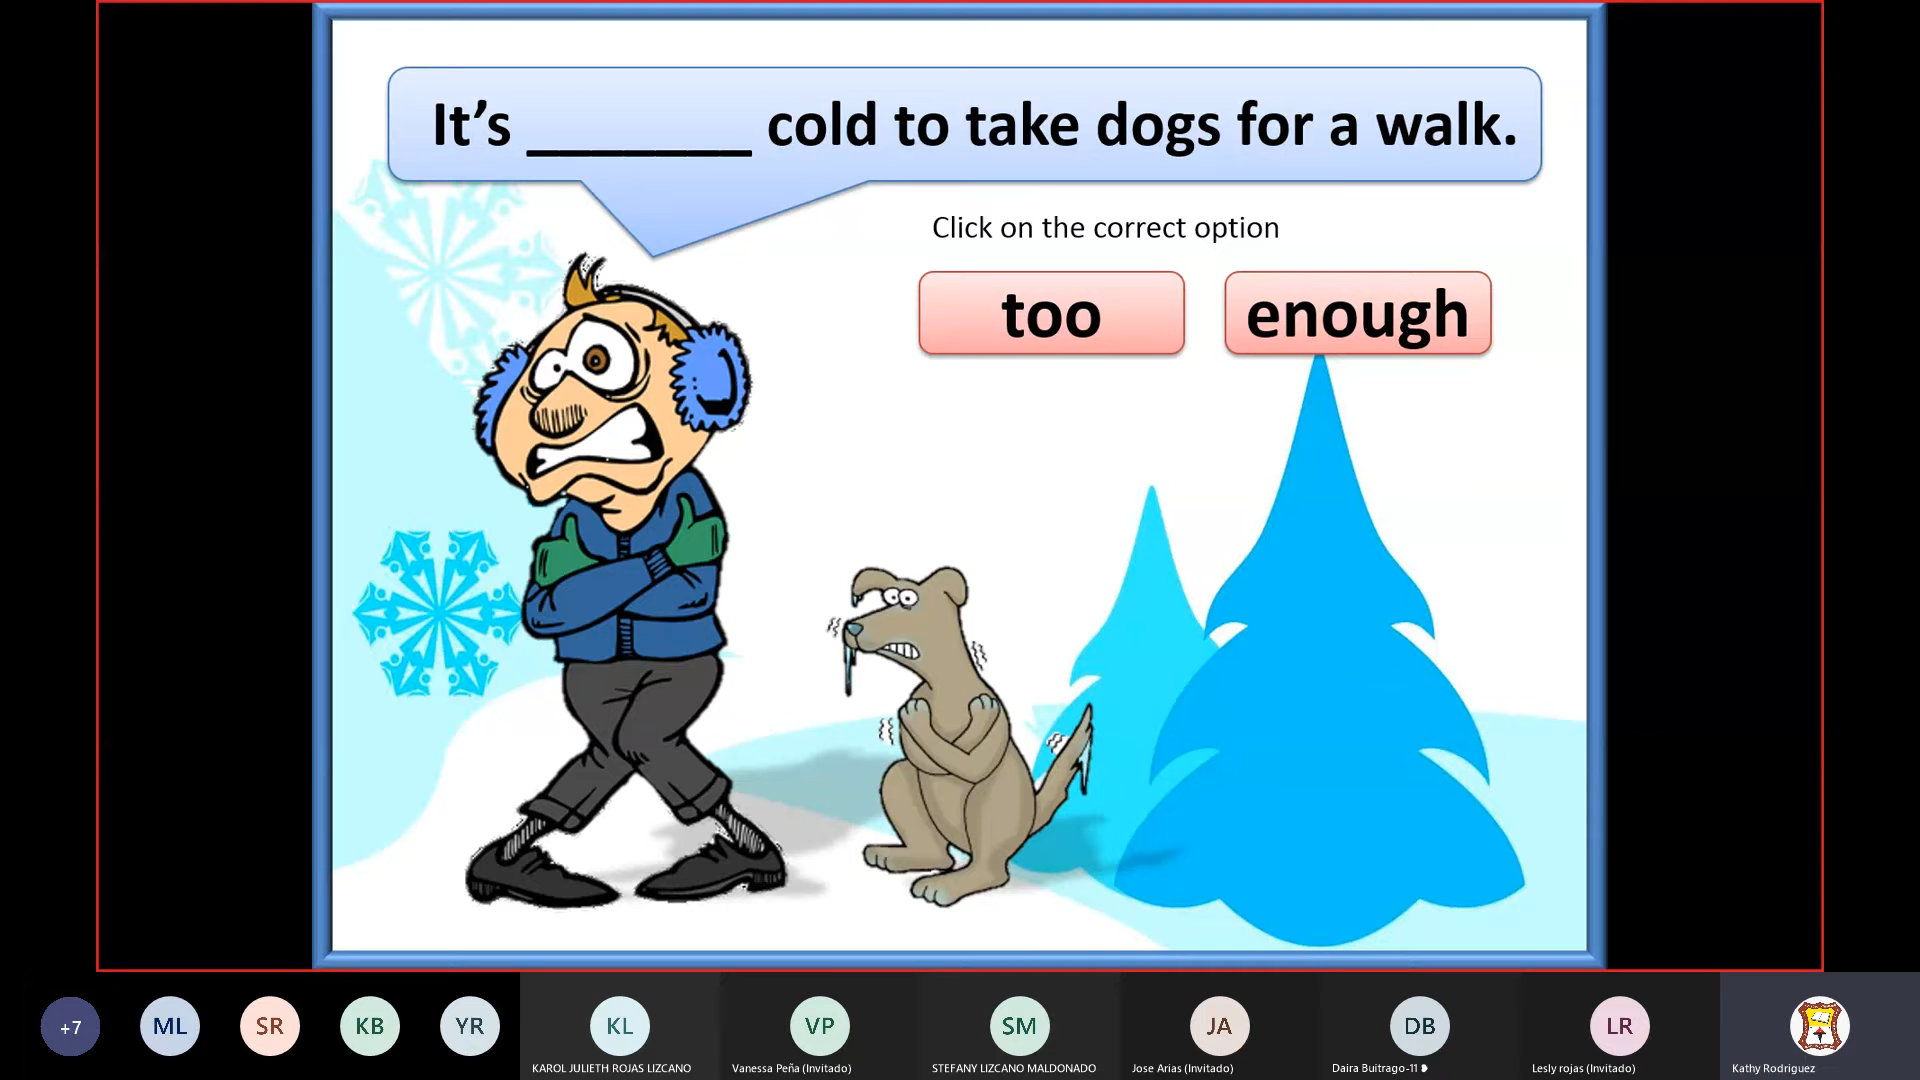 It’s _______ cold to take dogs for a walk.
Click on the correct option
too
enough
+7
ML
SR
KB
YR
KL
VP
SM
JA
DB
LR
KAROL JULIETH ROJAS LIZCANO
Vanessa Peña (Invitado)
STEFANY LIZCANO MALDONADO
Jose Arias (Invitado)
Daira Buitrago-11 ❥
Lesly rojas (Invitado)
Kathy Rodriguez